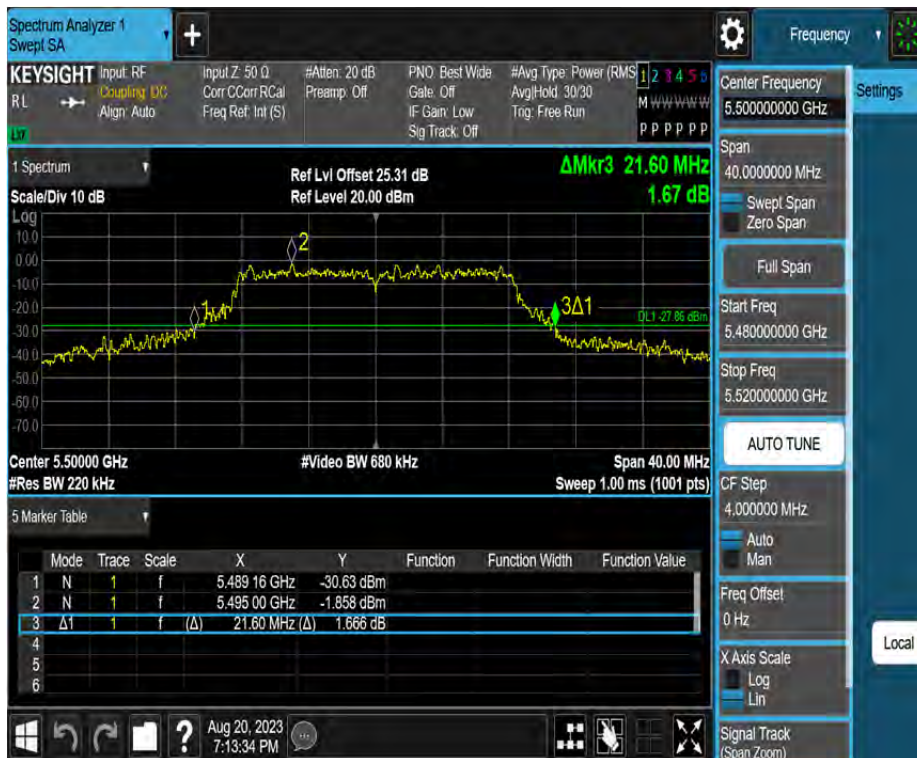 Spectrum Analyzer 1
Swept SA
+
Frequency
KEYSIGHT Input: RF Input Z: 50 Ω #Atten: 20 dB PNO: Best Wide #Avg Type: Power (RMS 1 2 3 4 5 6
RL Coupling: DC Corr CCorr RCal Preamp: Off Gate: Off Avg|Hold: 30/30 M W W W W W
Align: Auto Freq Ref: Int (S) IF Gain: Low Trig: Free Run
LXI Sig Track: Off P P P P P P
1 Spectrum
Scale/Div 10 dB
Ref Lvl Offset 25.31 dB
Ref Level 20.00 dBm
ΔMkr3 21.60 MHz
1.67 dB
Log
10.0
0.00
-10.0
-20.0
-30.0
-40.0
-50.0
-60.0
-70.0
1
2
3Δ1
DL1 -27.86 dBm
Center 5.50000 GHz #Video BW 680 kHz Span 40.00 MHz
#Res BW 220 kHz Sweep 1.00 ms (1001 pts)
5 Marker Table
Mode Trace Scale X Y Function Function Width Function Value
1 N 1 f 5.489 16 GHz -30.63 dBm
2 N 1 f 5.495 00 GHz -1.858 dBm
3 Δ1 1 f (Δ) 21.60 MHz (Δ) 1.666 dB
4
5
6
?
Aug 20, 2023
7:13:34 PM
Center Frequency
5.500000000 GHz
Span
40.0000000 MHz
Swept Span
Zero Span
Full Span
Start Freq
5.480000000 GHz
Stop Freq
5.520000000 GHz
AUTO TUNE
CF Step
4.000000 MHz
Auto
Man
Freq Offset
0 Hz
X Axis Scale
Log
Lin
Signal Track
(Span Zoom)
Settings
Local